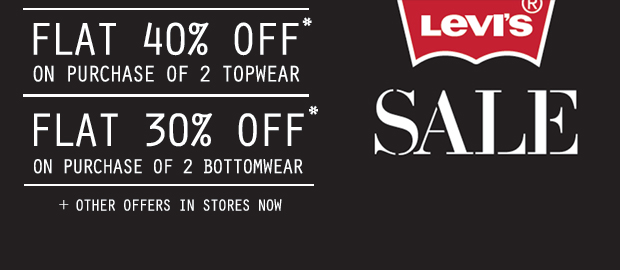 FLAT 40% OFF*
ON PURCHASE OF 2 TOPWEAR
FLAT 30% OFF*
ON PURCHASE OF 2 BOTTOMWEAR
+ OTHER OFFERS IN STORES NOW
LEVI'S®
SALE